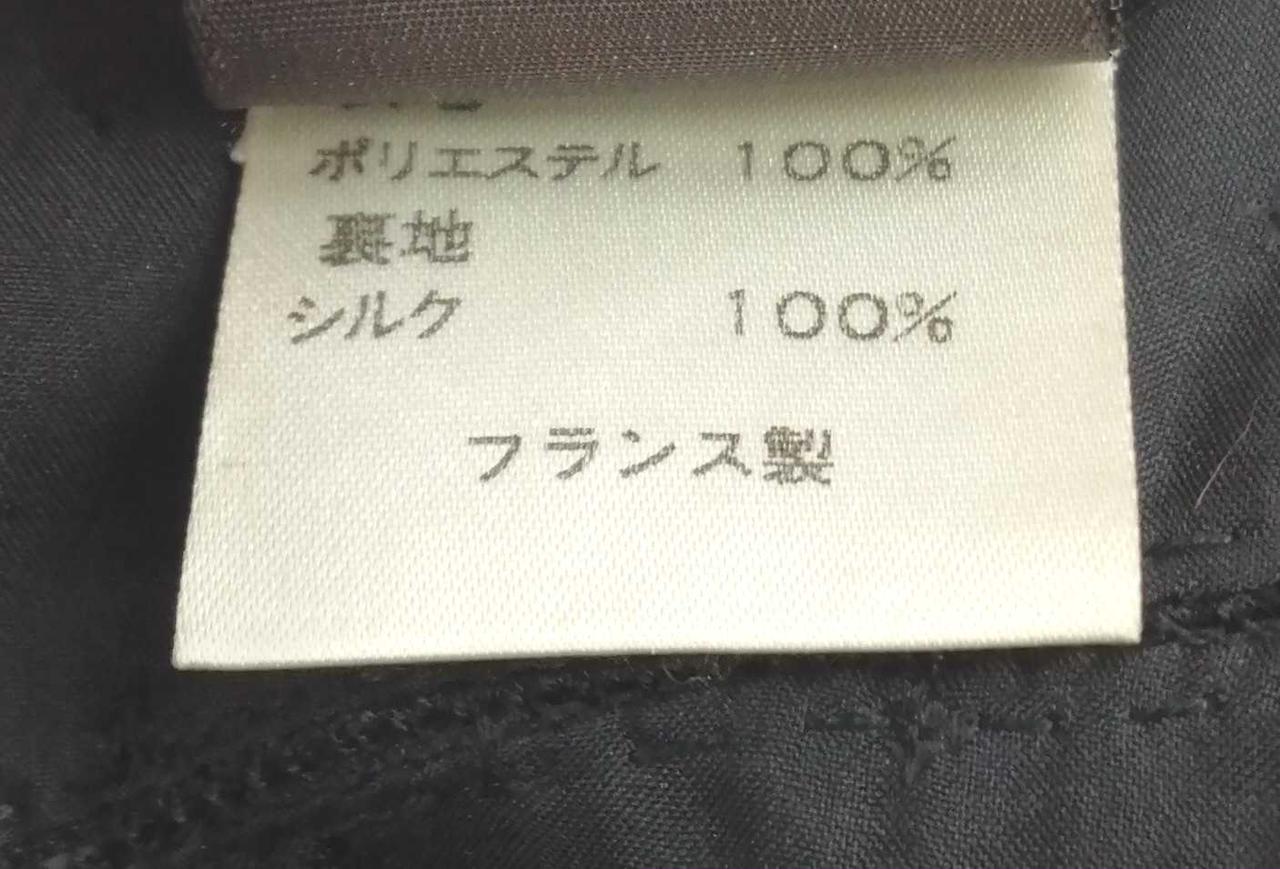 ポリエステル 100%
裏地
シルク 100%
フランス製